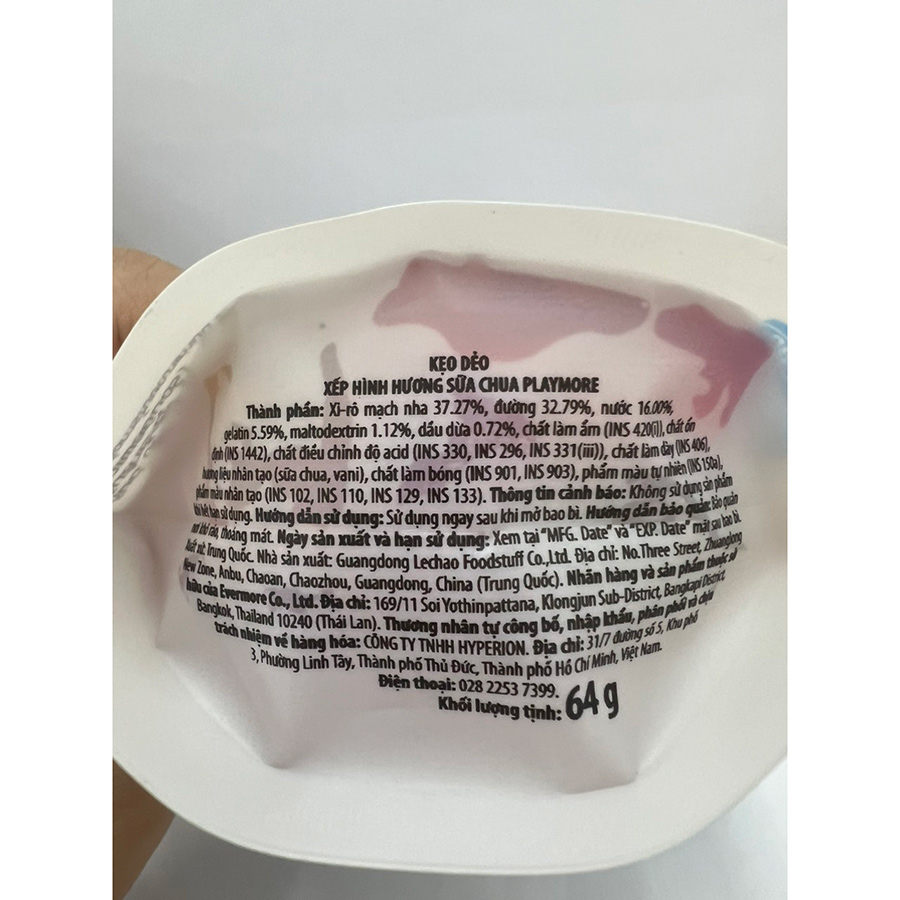 KẸO DẺO
XẾP HÌNH HƯƠNG SỮA CHUA PLAYMORE
Thành phần: Xi-rô mạch nha 37.27%, đường 32.79%, nước 16.00%,
gelatin 5.59%, maltodextrin 1.12%, dầu dừa 0.72%, chất làm ẩm (INS 420(i)), chất ổn
định (INS 1442), chất điều chỉnh độ acid (INS 330, INS 296, INS 331(iii)), chất làm dày (INS 406),
hương liệu nhân tạo (sữa chua, vani), chất làm bóng (INS 901, INS 903), phẩm màu tự nhiên (INS 150a),
phẩm màu nhân tạo (INS 102, INS 110, INS 129, INS 133). Thông tin cảnh báo: Không sử dụng sản phẩm
khi hết hạn sử dụng. Hướng dẫn sử dụng: Sử dụng ngay sau khi mở bao bì. Hướng dẫn bảo quản: Bảo quản
nơi khô ráo, thoáng mát. Ngày sản xuất và hạn sử dụng: Xem tại “MFG. Date” và “EXP. Date” mặt sau bao bì.
Xuất xứ: Trung Quốc. Nhà sản xuất: Guangdong Lechao Foodstuff Co.,Ltd. Địa chỉ: No.Three Street, Zhuanglong
New Zone, Anbu, Chaoan, Chaozhou, Guangdong, China (Trung Quốc). Nhãn hàng và sản phẩm thuộc sở
hữu của Evermore Co., Ltd. Địa chỉ: 169/11 Soi Yothinpattana, Klongjun Sub-District, Bangkapi District,
Bangkok, Thailand 10240 (Thái Lan). Thương nhân tự công bố, nhập khẩu, phân phối và chịu
trách nhiệm về hàng hóa: CÔNG TY TNHH HYPERION. Địa chỉ: 31/7 đường số 5, Khu phố
3, Phường Linh Tây, Thành phố Thủ Đức, Thành phố Hồ Chí Minh, Việt Nam.
Điện thoại: 028 2253 7399.
Khối lượng tịnh: 64 g